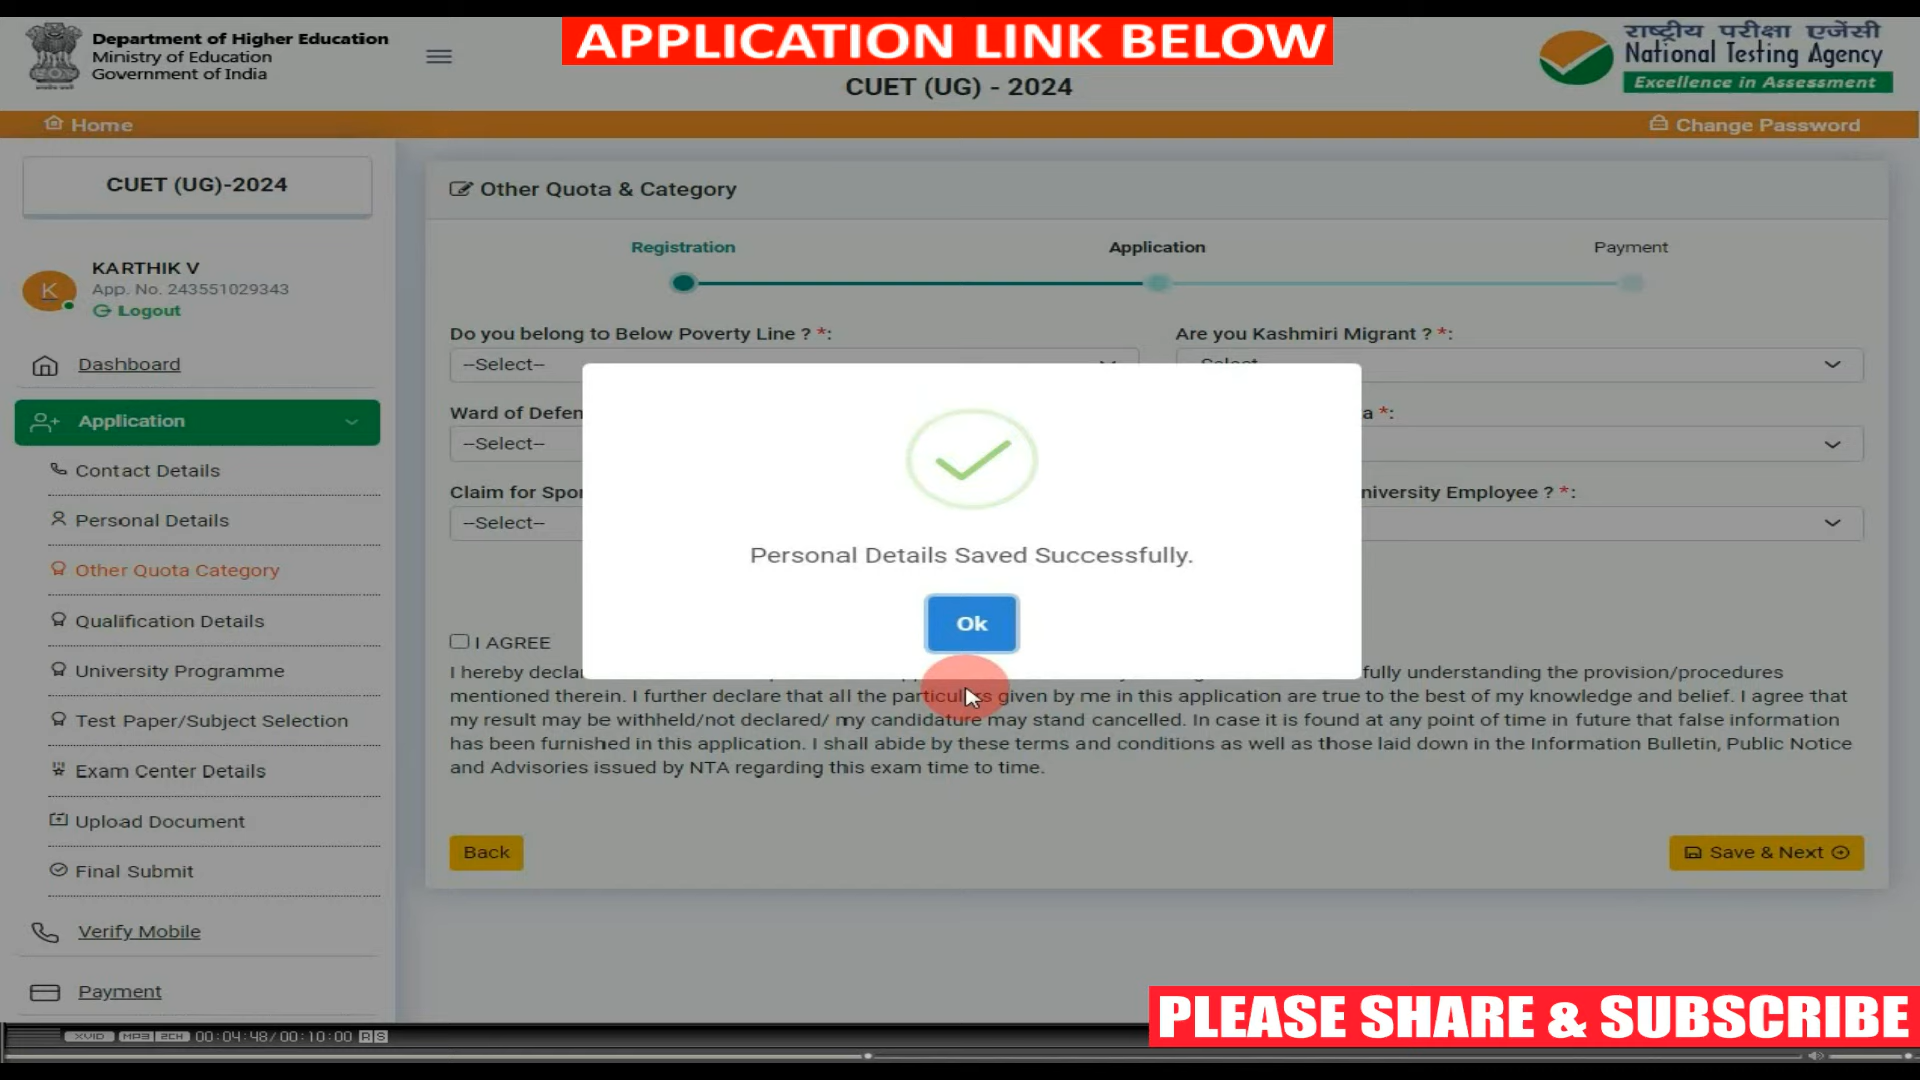 APPLICATION LINK BELOW
Department of Higher Education
Ministry of Education
Government of India
CUET (UG) - 2024
राष्ट्रीय परीक्षा एजेंसी
National Testing Agency
Excellence in Assessment
Home
Change Password
CUET (UG)-2024
K
KARTHIK V
App. No. 243551029343
Logout
Dashboard
Application
Contact Details
Personal Details
Other Quota Category
Qualification Details
University Programme
Test Paper/Subject Selection
Exam Center Details
Upload Document
Final Submit
Verify Mobile
Payment
Other Quota & Category
Registration
Application
Payment
Do you belong to Below Poverty Line ? *:
Are you Kashmiri Migrant ? *:
--Select--
Select
Ward of Defen
a *:
--Select--
Claim for Spor
niversity Employee ? *:
--Select--
Personal Details Saved Successfully.
Ok
I AGREE
I hereby declar fully understanding the provision/procedures
mentioned therein. I further declare that all the particulars given by me in this application are true to the best of my knowledge and belief. I agree that
my result may be withheld/not declared/ my candidature may stand cancelled. In case it is found at any point of time in future that false information
has been furnished in this application. I shall abide by these terms and conditions as well as those laid down in the Information Bulletin, Public Notice
and Advisories issued by NTA regarding this exam time to time.
Back
Save & Next
PLEASE SHARE & SUBSCRIBE
XVID MP3 2CH 00:04:48/00:10:00 R S